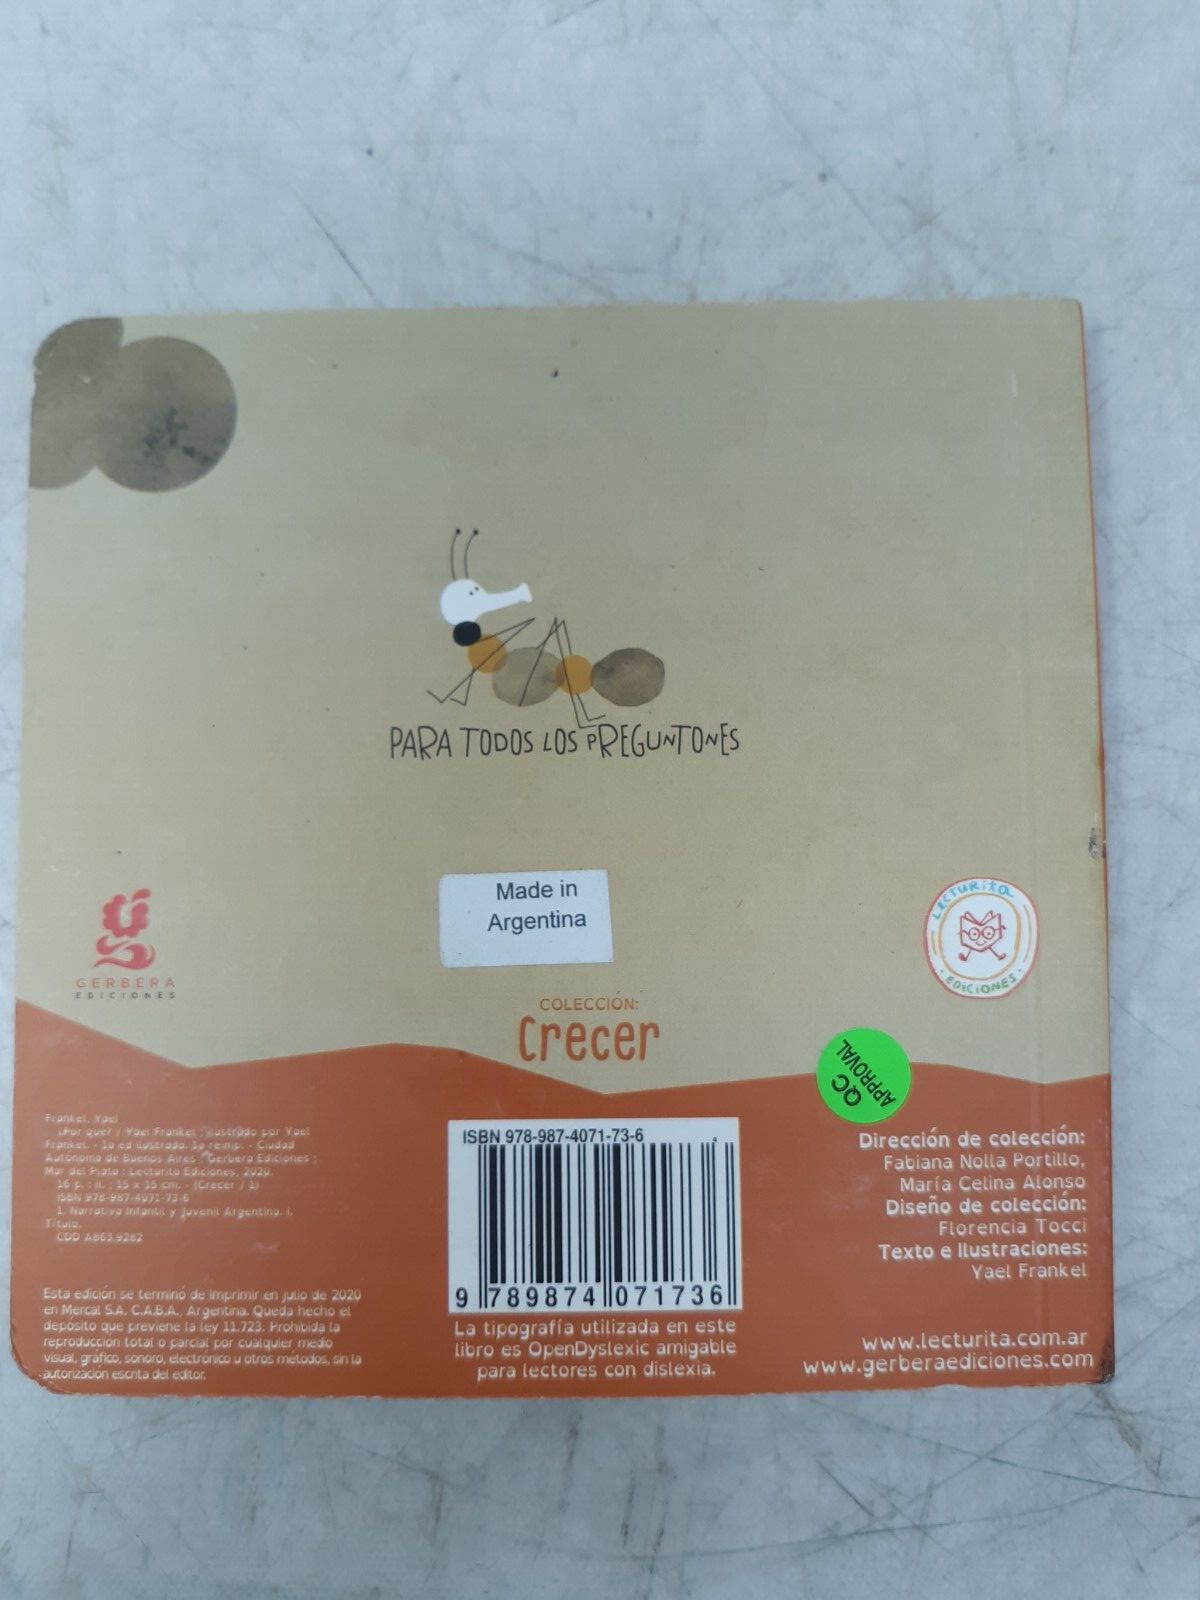 PARA TODOS LOS PREGUNTONES
Made in
Argentina
GERBERA
EDICIONES
LECTURITA
· EDICIONES ·
COLECCIÓN:
Crecer
QC
APPROVAL
Frankel, Yael
¿Por qué? / Yael Frankel ; ilustrado por Yael
Frankel. - 1a ed ilustrada, 1a reimp. - Ciudad
Autónoma de Buenos Aires : Gerbera Ediciones ;
Mar del Plata : Lecturita Ediciones, 2020.
16 p. : il. ; 15 x 15 cm. - (Crecer / 1)
ISBN 978-987-4071-73-6
1. Narrativa Infantil y Juvenil Argentina. I.
Título.
CDD A863.9282
Esta edición se terminó de imprimir en julio de 2020
en Mercal S.A. C.A.B.A., Argentina. Queda hecho el
depósito que previene la ley 11.723. Prohibida la
reproducción total o parcial por cualquier medio
visual, gráfico, sonoro, electrónico u otros metodos, sin la
autorización escrita del editor.
ISBN 978-987-4071-73-6
9 789874 071736
La tipografía utilizada en este
libro es OpenDyslexic amigable
para lectores con dislexia.
Dirección de colección:
Fabiana Nolla Portillo,
María Celina Alonso
Diseño de colección:
Florencia Tocci
Texto e Ilustraciones:
Yael Frankel
www.lecturita.com.ar
www.gerberaediciones.com